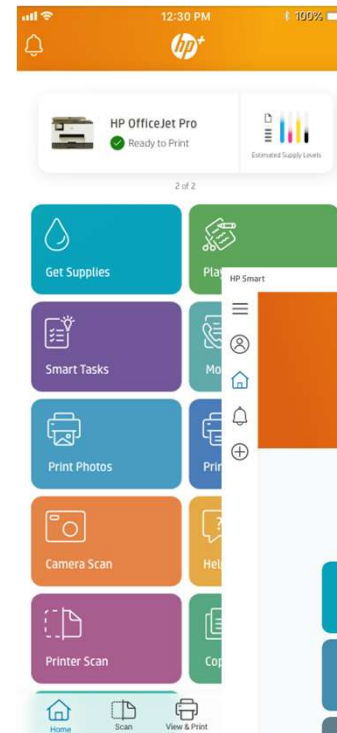 12:30 PM
100%
hp+
HP OfficeJet Pro
Ready to Print
Estimated Supply Levels
2 of 2
Get Supplies
Pla
HP Smart
Smart Tasks
Mo
Print Photos
Prin
Camera Scan
Hel
Printer Scan
Cop
Home
Scan
View & Print